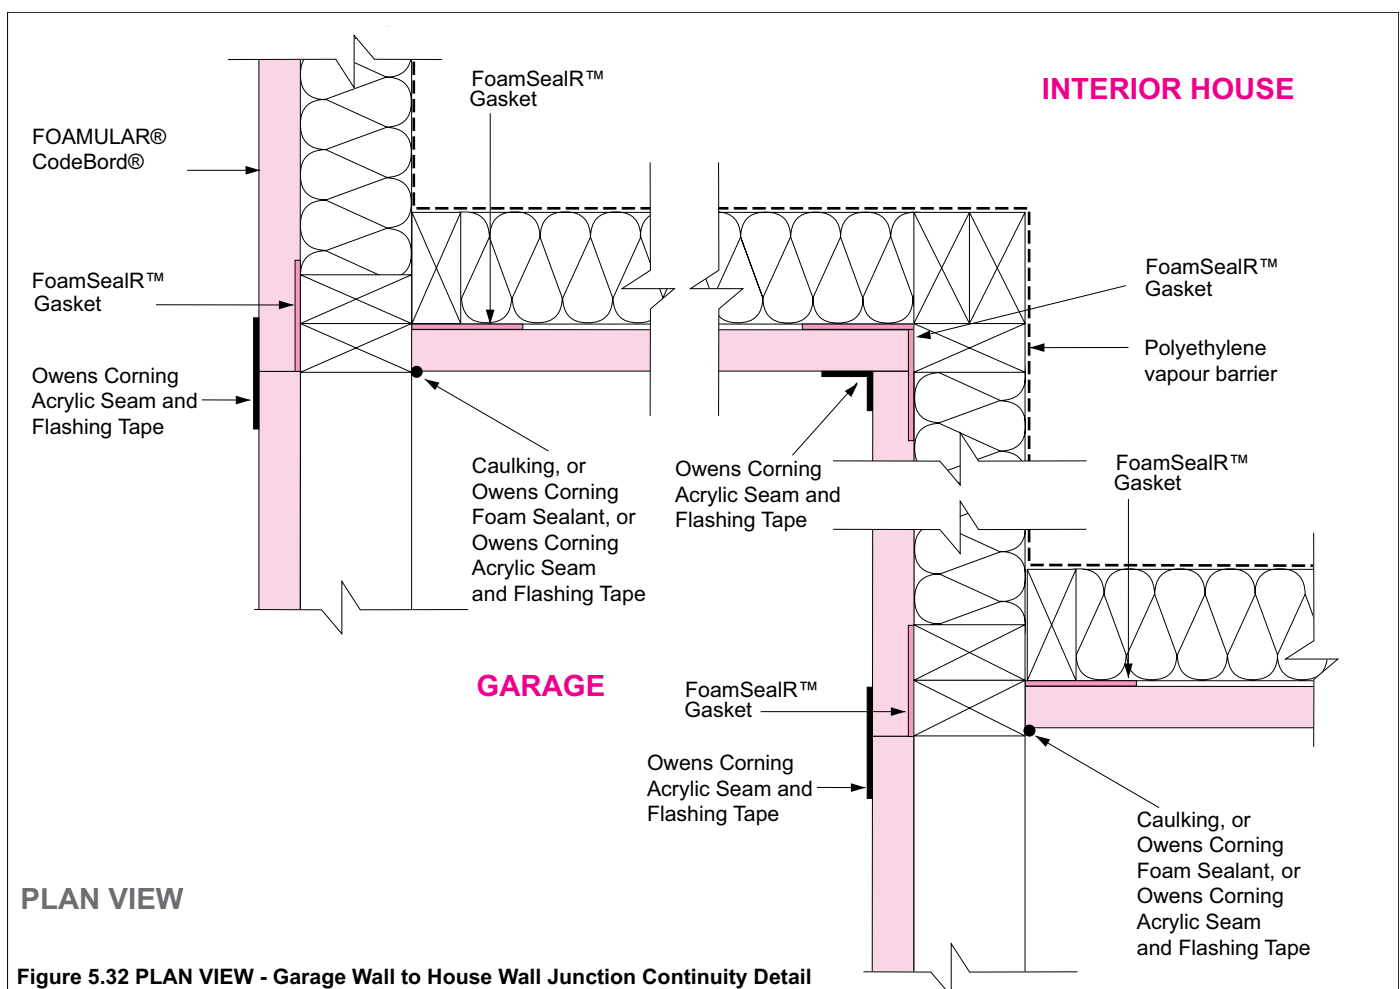 FoamSealR™
Gasket
INTERIOR HOUSE
FOAMULAR®
CodeBord®
FoamSealR™
Gasket
FoamSealR™
Gasket
Polyethylene
vapour barrier
Owens Corning
Acrylic Seam and
Flashing Tape
Caulking, or
Owens Corning
Foam Sealant, or
Owens Corning
Acrylic Seam
and Flashing Tape
Owens Corning
Acrylic Seam and
Flashing Tape
FoamSealR™
Gasket
GARAGE
FoamSealR™
Gasket
Owens Corning
Acrylic Seam and
Flashing Tape
Caulking, or
Owens Corning
Foam Sealant, or
Owens Corning
Acrylic Seam
and Flashing Tape
PLAN VIEW
Figure 5.32 PLAN VIEW - Garage Wall to House Wall Junction Continuity Detail